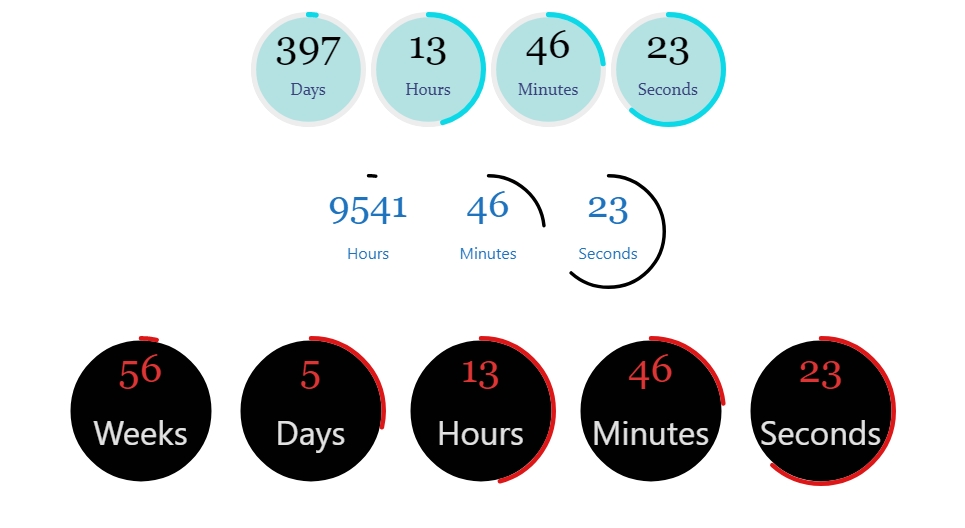 397 13 46 23
Days Hours Minutes Seconds
9541 46 23
Hours Minutes Seconds
56 5 13 46 23
Weeks Days Hours Minutes Seconds